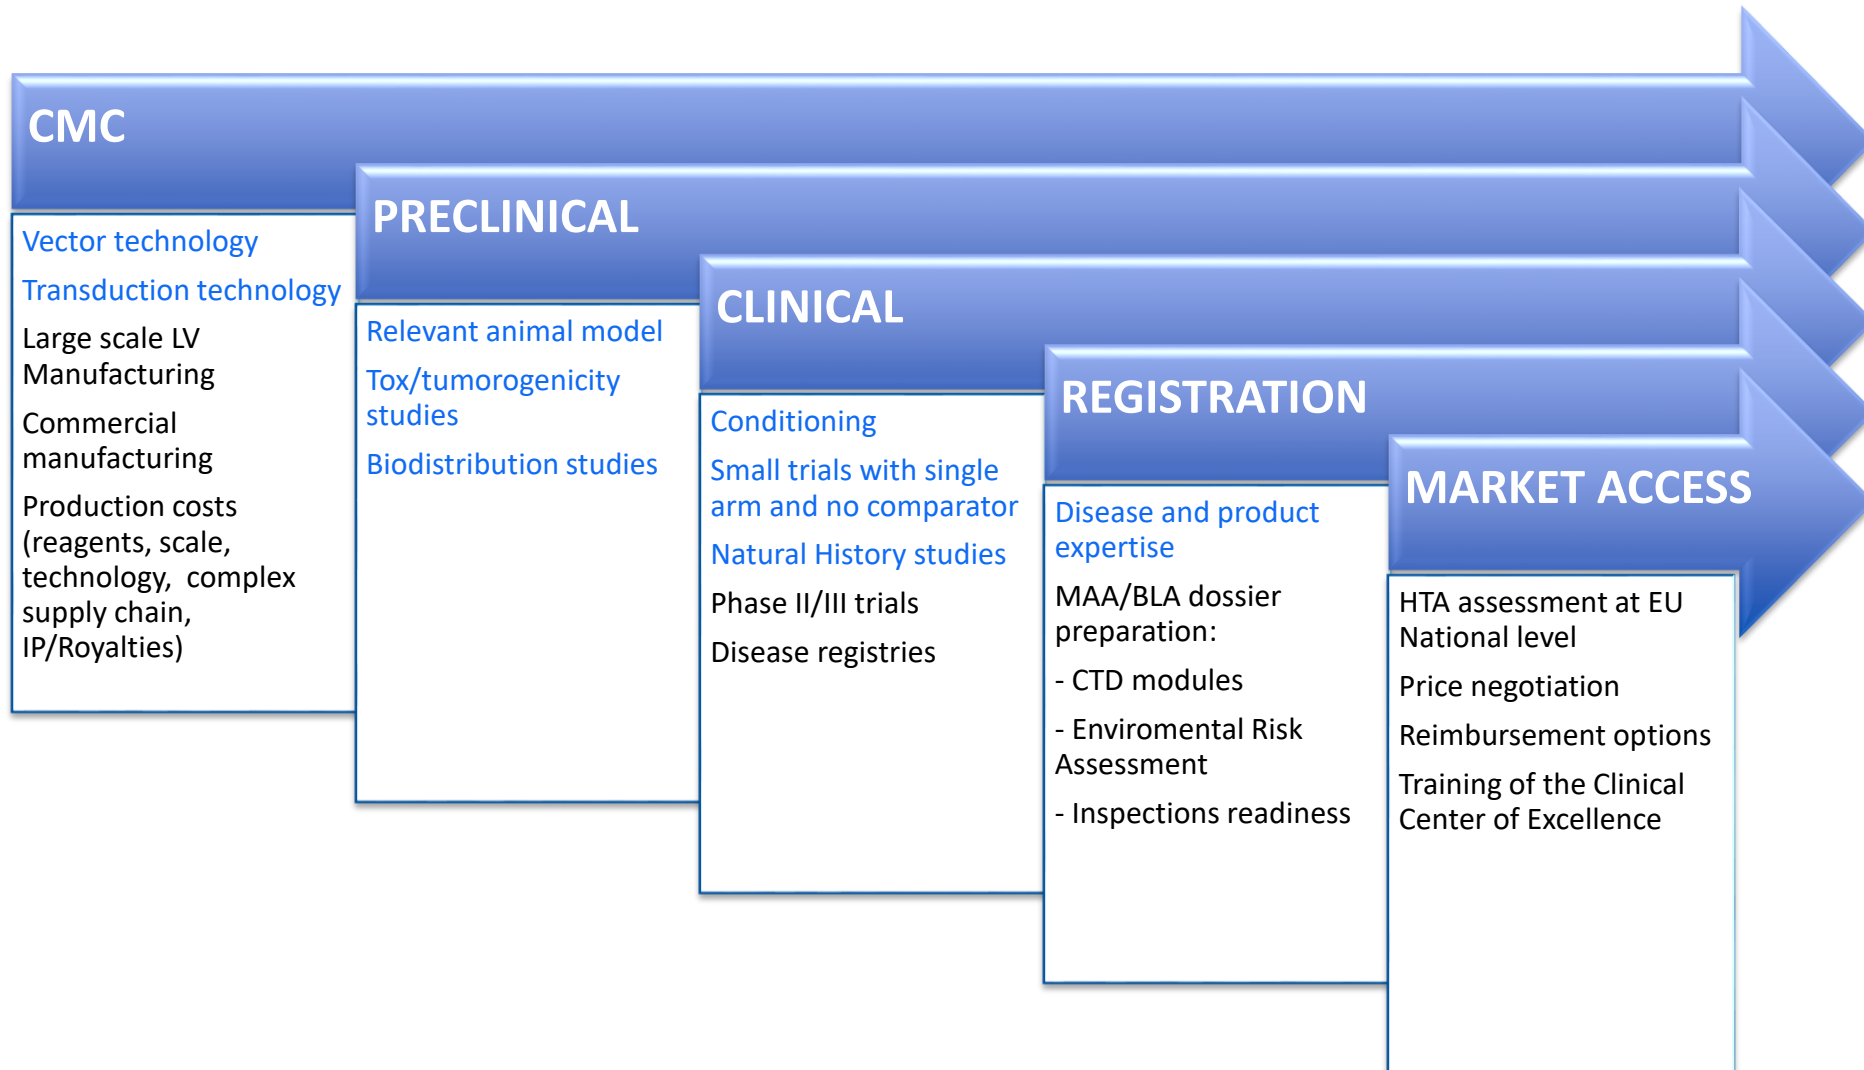 CMC
Vector technology
Transduction technology
Large scale LV
Manufacturing
Commercial
manufacturing
Production costs
(reagents, scale,
technology, complex
supply chain,
IP/Royalties)
PRECLINICAL
Relevant animal model
Tox/tumorogenicity
studies
Biodistribution studies
CLINICAL
Conditioning
Small trials with single
arm and no comparator
Natural History studies
Phase II/III trials
Disease registries
REGISTRATION
Disease and product
expertise
MAA/BLA dossier
preparation:
- CTD modules
- Enviromental Risk
Assessment
- Inspections readiness
MARKET ACCESS
HTA assessment at EU
National level
Price negotiation
Reimbursement options
Training of the Clinical
Center of Excellence